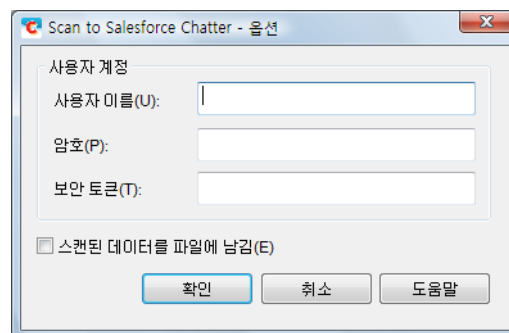 Scan to Salesforce Chatter - 옵션
사용자 계정
사용자 이름(U):
암호(P):
보안 토큰(T):
스캔된 데이터를 파일에 남김(E)
확인 취소 도움말